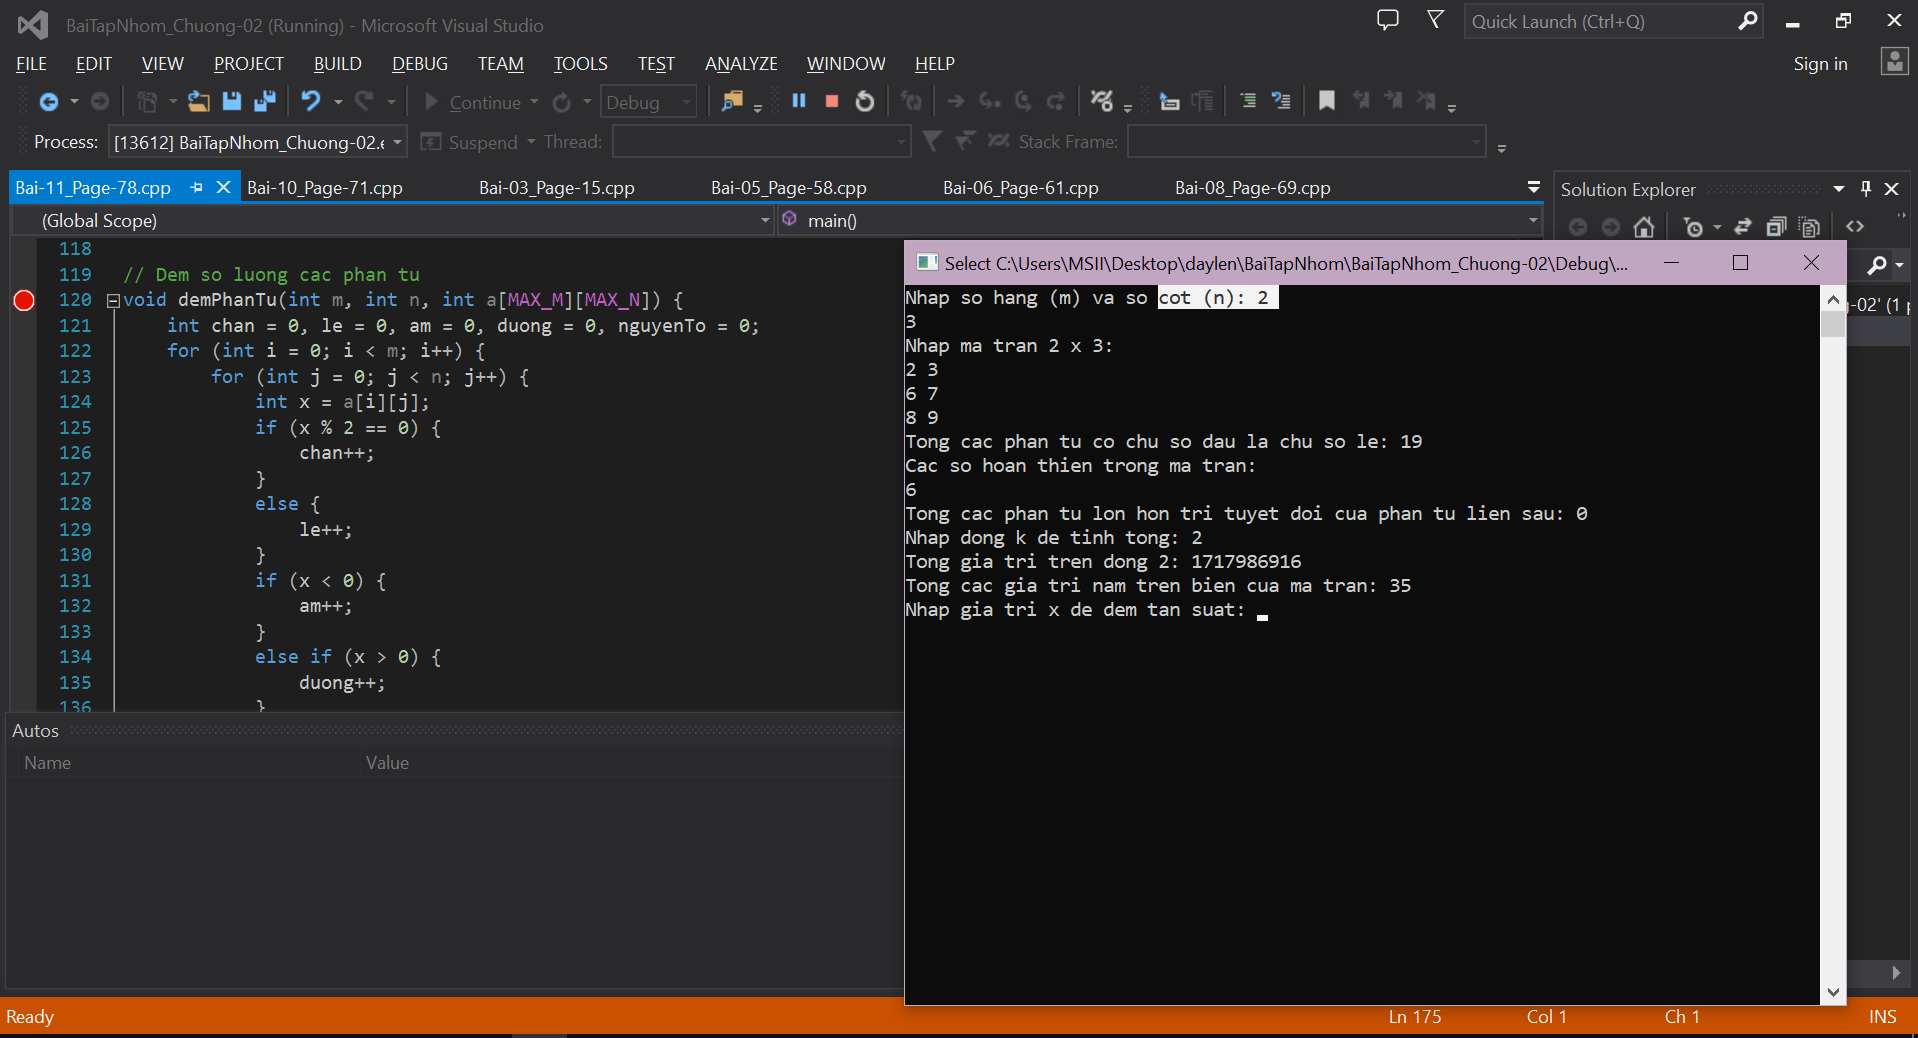 BaiTapNhom_Chuong-02 (Running) - Microsoft Visual Studio
Quick Launch (Ctrl+Q)
FILE EDIT VIEW PROJECT BUILD DEBUG TEAM TOOLS TEST ANALYZE WINDOW HELP
Sign in
Continue Debug
Process: [13612] BaiTapNhom_Chuong-02.e Suspend Thread: Stack Frame:
Bai-11_Page-78.cpp Bai-10_Page-71.cpp Bai-03_Page-15.cpp Bai-05_Page-58.cpp Bai-06_Page-61.cpp Bai-08_Page-69.cpp
Solution Explorer
(Global Scope) main()
118
119 // Dem so luong cac phan tu
120 void demPhanTu(int m, int n, int a[MAX_M][MAX_N]) {
121 int chan = 0, le = 0, am = 0, duong = 0, nguyenTo = 0;
122 for (int i = 0; i < m; i++) {
123 for (int j = 0; j < n; j++) {
124 int x = a[i][j];
125 if (x % 2 == 0) {
126 chan++;
127 }
128 else {
129 le++;
130 }
131 if (x < 0) {
132 am++;
133 }
134 else if (x > 0) {
135 duong++;
136 }
Select C:\Users\MSII\Desktop\daylen\BaiTapNhom\BaiTapNhom_Chuong-02\Debug\...
Nhap so hang (m) va so cot (n): 2
3
Nhap ma tran 2 x 3:
2 3
6 7
8 9
Tong cac phan tu co chu so dau la chu so le: 19
Cac so hoan thien trong ma tran:
6
Tong cac phan tu lon hon tri tuyet doi cua phan tu lien sau: 0
Nhap dong k de tinh tong: 2
Tong gia tri tren dong 2: 1717986916
Tong cac gia tri nam tren bien cua ma tran: 35
Nhap gia tri x de dem tan suat:
-02' (1 p
Autos
Name Value
Ready Ln 175 Col 1 Ch 1 INS